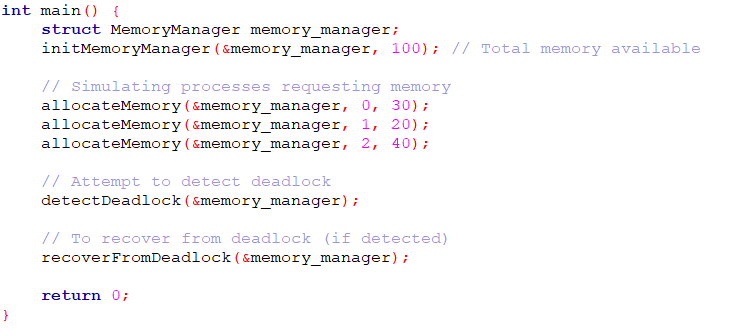 int main() {
    struct MemoryManager memory_manager;
    initMemoryManager(&memory_manager, 100); // Total memory available

    // Simulating processes requesting memory
    allocateMemory(&memory_manager, 0, 30);
    allocateMemory(&memory_manager, 1, 20);
    allocateMemory(&memory_manager, 2, 40);

    // Attempt to detect deadlock
    detectDeadlock(&memory_manager);

    // To recover from deadlock (if detected)
    recoverFromDeadlock(&memory_manager);

    return 0;
}